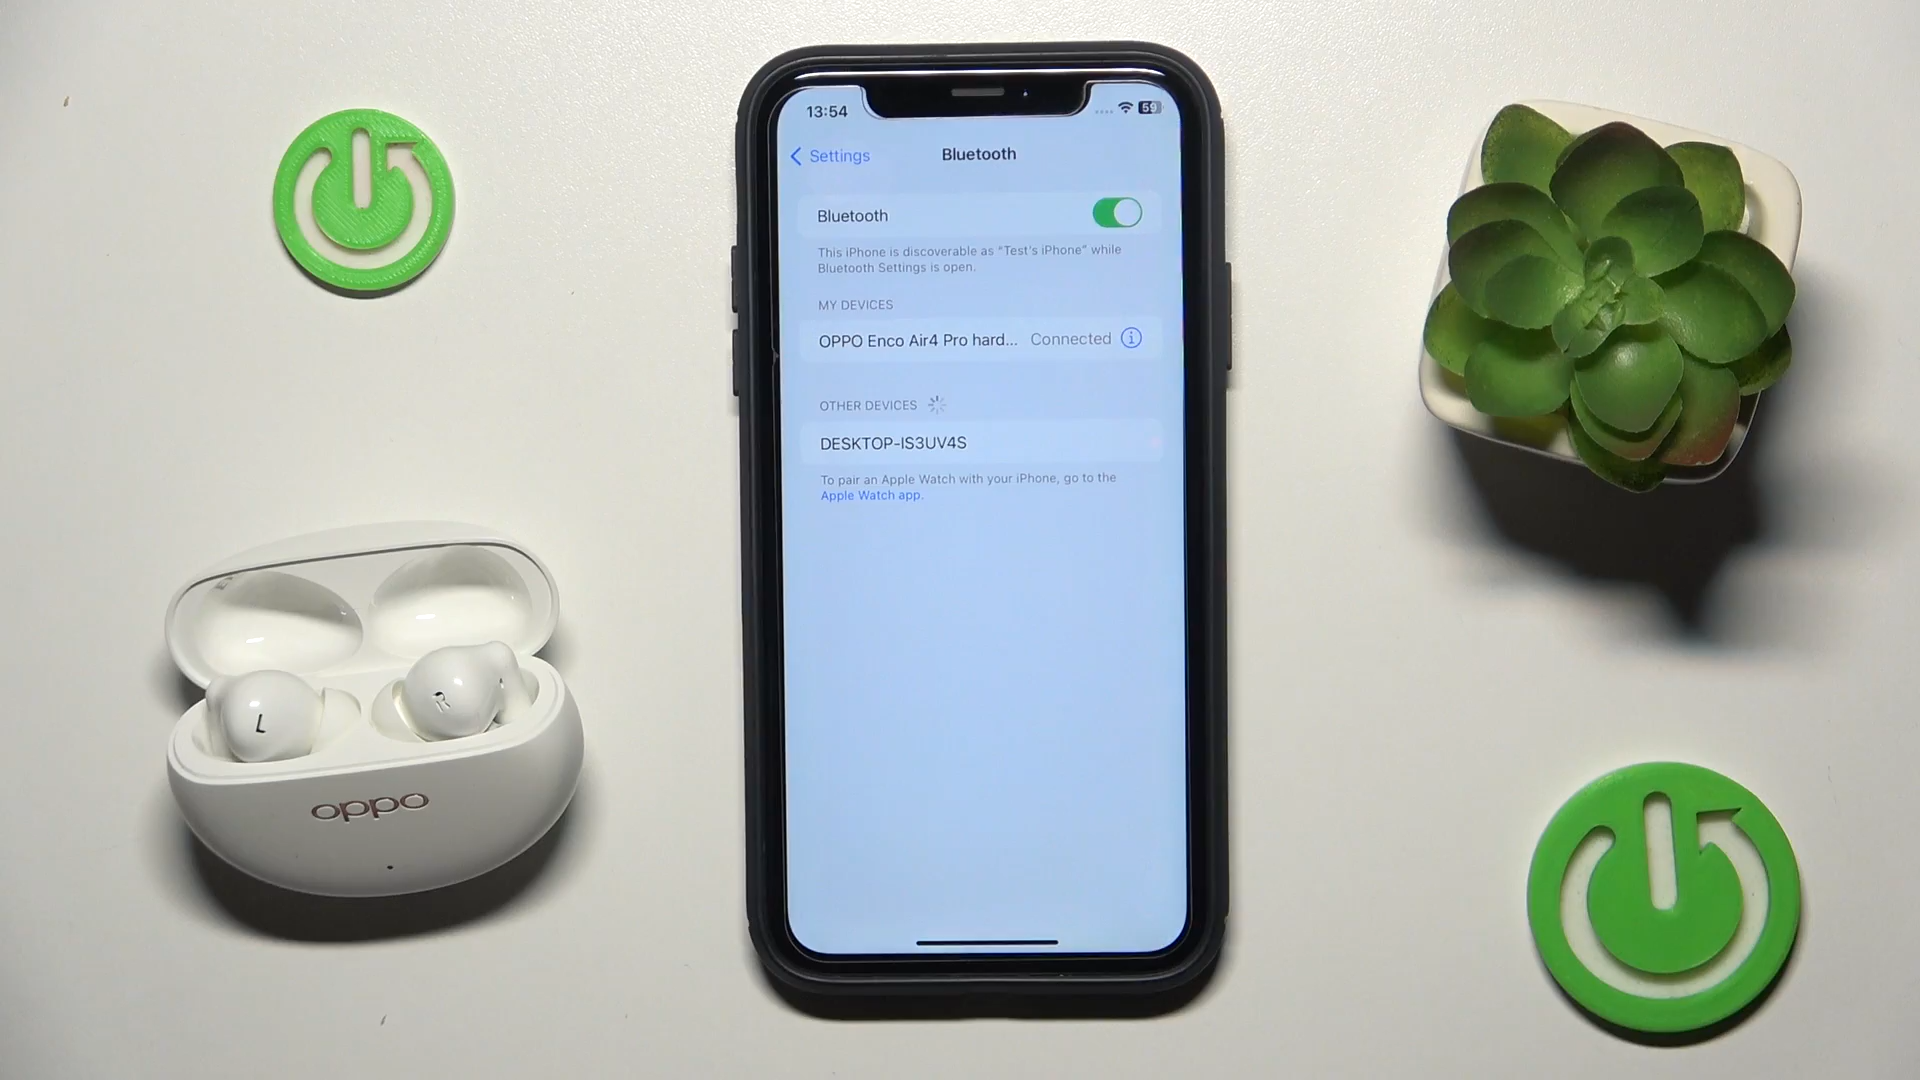 13:54
59
Settings
Bluetooth
Bluetooth
This iPhone is discoverable as “Test's iPhone” while
Bluetooth Settings is open.
MY DEVICES
OPPO Enco Air4 Pro hard... Connected
OTHER DEVICES
DESKTOP-IS3UV4S
To pair an Apple Watch with your iPhone, go to the
Apple Watch app.
L
R
oppo